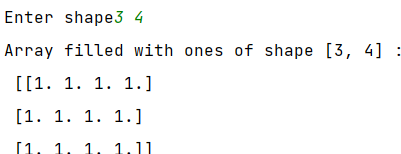 Enter shape3 4
Array filled with ones of shape [3, 4] :
[[1. 1. 1. 1.]
[1. 1. 1. 1.]
[1. 1. 1. 1.]]